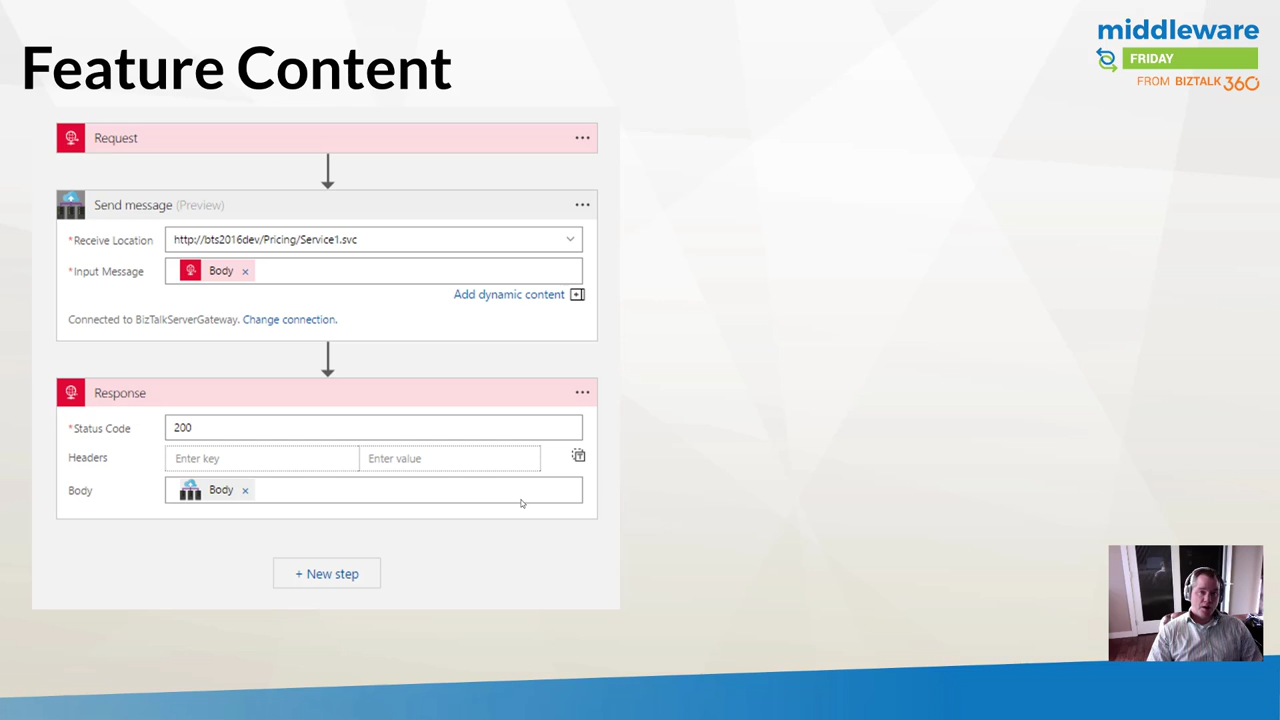 Feature Content
middleware
FRIDAY
FROM BIZTALK360
Request
Send message (Preview)
*Receive Location http://bts2016dev/Pricing/Service1.svc
*Input Message Body ×
Add dynamic content
Connected to BizTalkServerGateway. Change connection.
Response
*Status Code 200
Headers Enter key Enter value
Body Body ×
+ New step